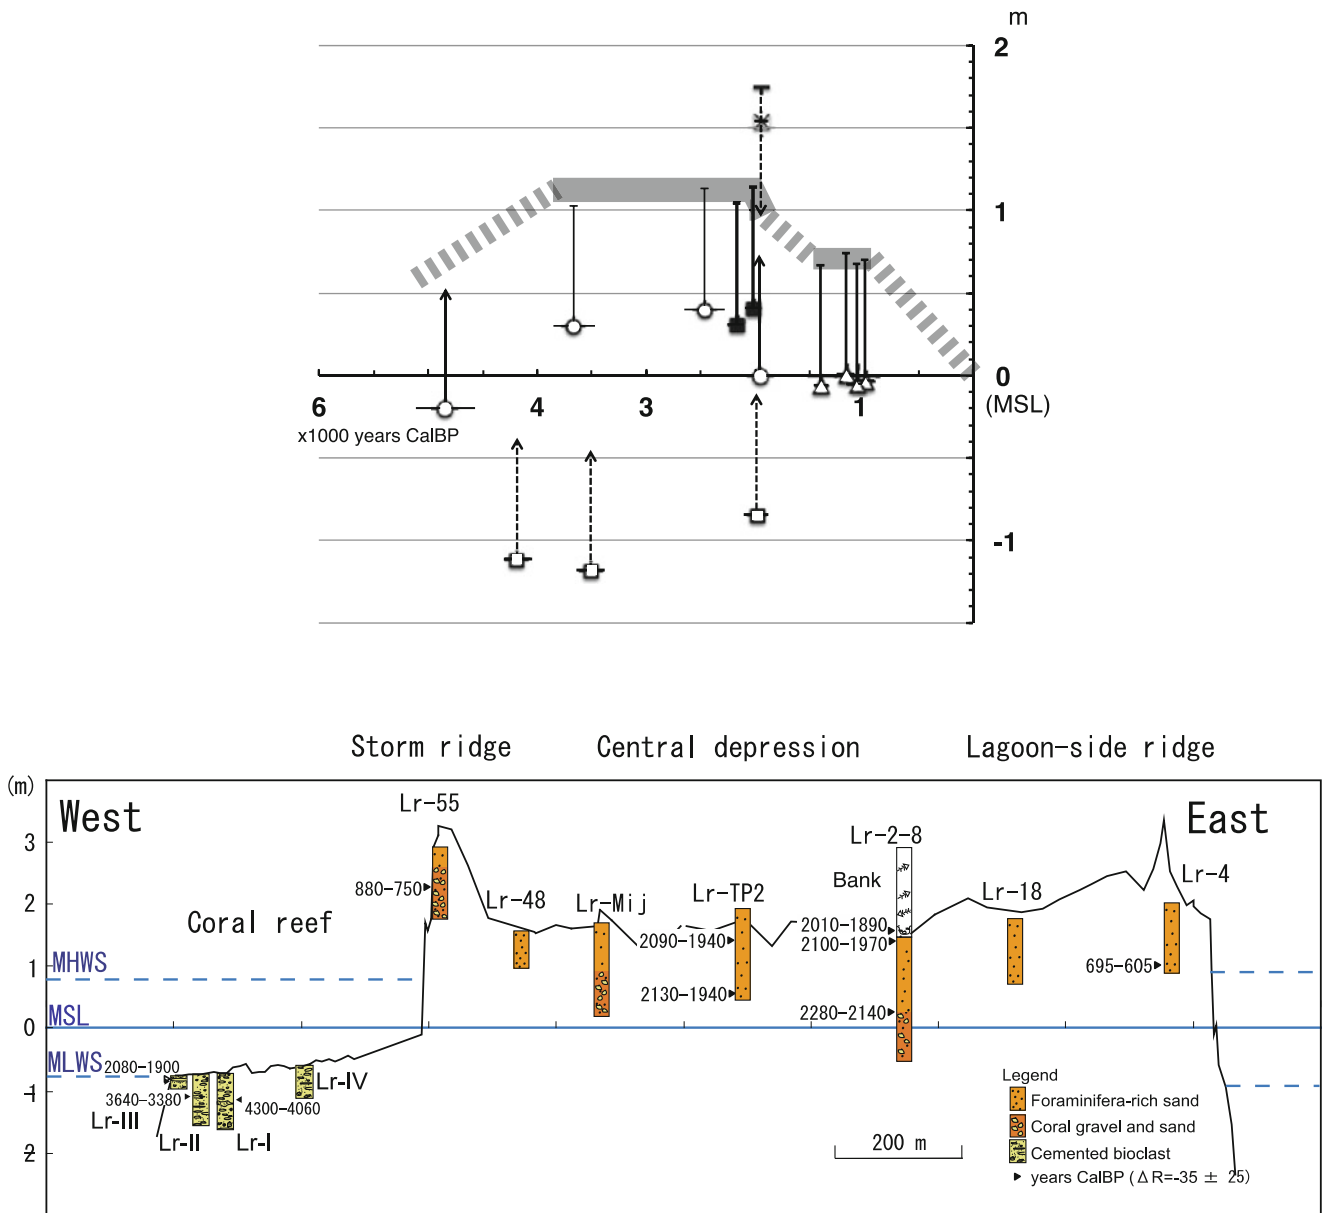 m
2
1
0
(MSL)
-1
6
4
3
1
x1000 years CalBP
Storm ridge
Central depression
Lagoon-side ridge
(m)
West
East
Lr-55
Lr-2-8
3
Bank
880-750
Lr-48
Lr-Mij
Lr-TP2
Lr-18
Lr-4
Coral reef
2
2010-1890
2090-1940
2100-1970
MHWS
1
695-605
2130-1940
2280-2140
MSL
0
MLWS
2080-1900
Lr-IV
-1
3640-3380
4300-4060
Lr-III
Lr-II
Lr-I
2
200 m
Legend
Foraminifera-rich sand
Coral gravel and sand
Cemented bioclast
years CalBP (ΔR=-35 ± 25)